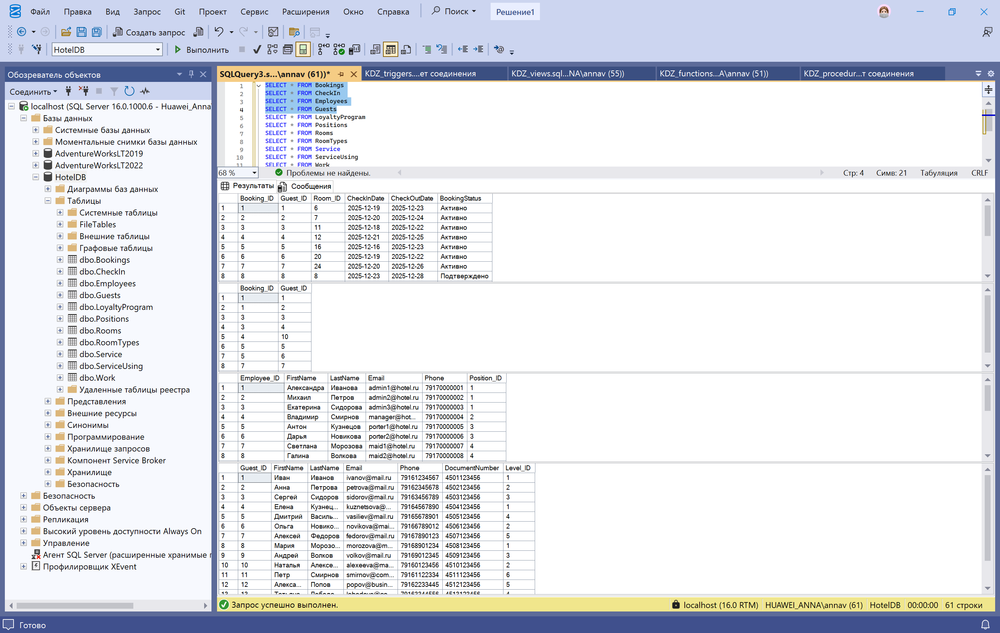 Файл Правка Вид Запрос Git Проект Сервис Расширения Окно Справка Поиск Решение1
Создать запрос
HotelDB Выполнить
Обозреватель объектов
Соединить
localhost (SQL Server 16.0.1000.6 - Huawei_Anna
Базы данных
Системные базы данных
Моментальные снимки базы данных
AdventureWorksLT2019
AdventureWorksLT2022
HotelDB
Диаграммы баз данных
Таблицы
Системные таблицы
FileTables
Внешние таблицы
Графовые таблицы
dbo.Bookings
dbo.CheckIn
dbo.Employees
dbo.Guests
dbo.LoyaltyProgram
dbo.Positions
dbo.Rooms
dbo.RoomTypes
dbo.Service
dbo.ServiceUsing
dbo.Work
Удаленные таблицы реестра
Представления
Внешние ресурсы
Синонимы
Программирование
Хранилище запросов
Компонент Service Broker
Хранилище
Безопасность
Безопасность
Объекты сервера
Репликация
Высокий уровень доступности Always On
Управление
Агент SQL Server (расширенные хранимые
Профилировщик XEvent
SQLQuery3.s...\annav (61))* KDZ_triggers....ет соединения KDZ_views.sql...NA\annav (55)) KDZ_functions...A\annav (51)) KDZ_procedur...т соединения
1 SELECT * FROM Bookings
2 SELECT * FROM CheckIn
3 SELECT * FROM Employees
4 SELECT * FROM Guests
5 SELECT * FROM LoyaltyProgram
6 SELECT * FROM Positions
7 SELECT * FROM Rooms
8 SELECT * FROM RoomTypes
9 SELECT * FROM Service
10 SELECT * FROM ServiceUsing
11 SELECT * FROM Work
68 % Проблемы не найдены. Стр: 4 Симв: 21 Табуляция CRLF
Результаты Сообщения
Booking_ID Guest_ID Room_ID CheckInDate CheckOutDate BookingStatus
1 1 1 6 2025-12-19 2025-12-23 Активно
2 2 2 7 2025-12-20 2025-12-24 Активно
3 3 3 11 2025-12-18 2025-12-22 Активно
4 4 4 12 2025-12-21 2025-12-25 Активно
5 5 5 16 2025-12-16 2025-12-23 Активно
6 6 6 20 2025-12-19 2025-12-22 Активно
7 7 7 24 2025-12-20 2025-12-26 Активно
8 8 8 8 2025-12-23 2025-12-28 Подтверждено
Booking_ID Guest_ID
1 1 1
2 1 2
3 3 3
4 3 4
5 4 10
6 5 5
7 5 6
8 7 7
Employee_ID FirstName LastName Email Phone Position_ID
1 1 Александра Иванова admin1@hotel.ru 79170000001 1
2 2 Михаил Петров admin2@hotel.ru 79170000002 1
3 3 Екатерина Сидорова admin3@hotel.ru 79170000003 1
4 4 Владимир Смирнов manager@hot... 79170000004 2
5 5 Антон Кузнецов porter1@hotel.ru 79170000005 3
6 6 Дарья Новикова porter2@hotel.ru 79170000006 3
7 7 Светлана Морозова maid1@hotel.ru 79170000007 4
8 8 Галина Волкова maid2@hotel.ru 79170000008 4
Guest_ID FirstName LastName Email Phone DocumentNumber Level_ID
1 1 Иван Иванов ivanov@mail.ru 79161234567 4501123456 1
2 2 Анна Петрова petrova@mail.ru 79162345678 4502123456 2
3 3 Сергей Сидоров sidorov@mail.ru 79163456789 4503123456 3
4 4 Елена Кузнец... kuznetsova@... 79164567890 4504123456 1
5 5 Дмитрий Василь... vasiliev@mail.ru 79165678901 4505123456 4
6 6 Ольга Новико... novikova@mai... 79166789012 4506123456 2
7 7 Алексей Федоров fedorov@mail.ru 79167890123 4507123456 5
8 8 Мария Морозо... morozova@m... 79168901234 4508123456 1
9 9 Андрей Волков volkov@mail.ru 79169012345 4509123456 3
10 10 Наталья Алексе... alexeeva@ma... 79160123456 4510123456 2
11 11 Петр Смирнов smirnov@com... 79161122334 4511123456 6
12 12 Алекса... Попов popov@busin... 79162233445 4512123456 5
Запрос успешно выполнен. localhost (16.0 RTM) HUAWEI_ANNA\annav (61) HotelDB 00:00:00 61 строки
Готово